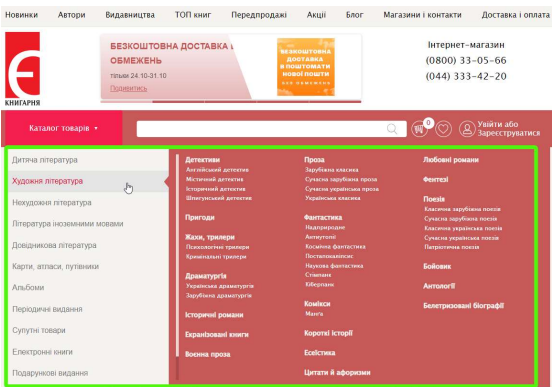 Новинки Автори Видавництва ТОП книг Передпродажі Акції Блог Магазини і контакти Доставка і оплата
КНИГАРНЯ
БЕЗКОШТОВНА ДОСТАВКА
ОБМЕЖЕНЬ
тільки 24.10-31.10
Подивитись
БЕЗКОШТОВНА
ДОСТАВКА
В ПОШТОМАТИ
НОВОЇ ПОШТИ
БЕЗ ОБМЕЖЕНЬ
Інтернет-магазин
(0800) 33-05-66
(044) 333-42-20
Каталог товарів
0
Увійти або
Зареєструватися
Дитяча література
Художня література
Нехудожня література
Література іноземними мовами
Довідникова література
Карти, атласи, путівники
Альбоми
Періодичні видання
Супутні товари
Електронні книги
Подарункові видання
Детективи
Англійський детектив
Містичний детектив
Історичний детектив
Шпигунський детектив
Пригоди
Жахи, трилери
Психологічні трилери
Кримінальні трилери
Драматургія
Українська драматургія
Зарубіжна драматургія
Історичні романи
Екранізовані книги
Воєнна проза
Проза
Зарубіжна класика
Сучасна зарубіжна проза
Сучасна українська проза
Українська класика
Фантастика
Надприродне
Антиутопії
Космічна фантастика
Постапокаліпсис
Наукова фантастика
Стімпанк
Кіберпанк
Комікси
Манґа
Короткі історії
Есеїстика
Цитати й афоризми
Любовні романи
Фентезі
Поезія
Класична зарубіжна поезія
Сучасна зарубіжна поезія
Класична українська поезія
Сучасна українська поезія
Патріотична поезія
Бойовик
Антології
Белетризовані біографії